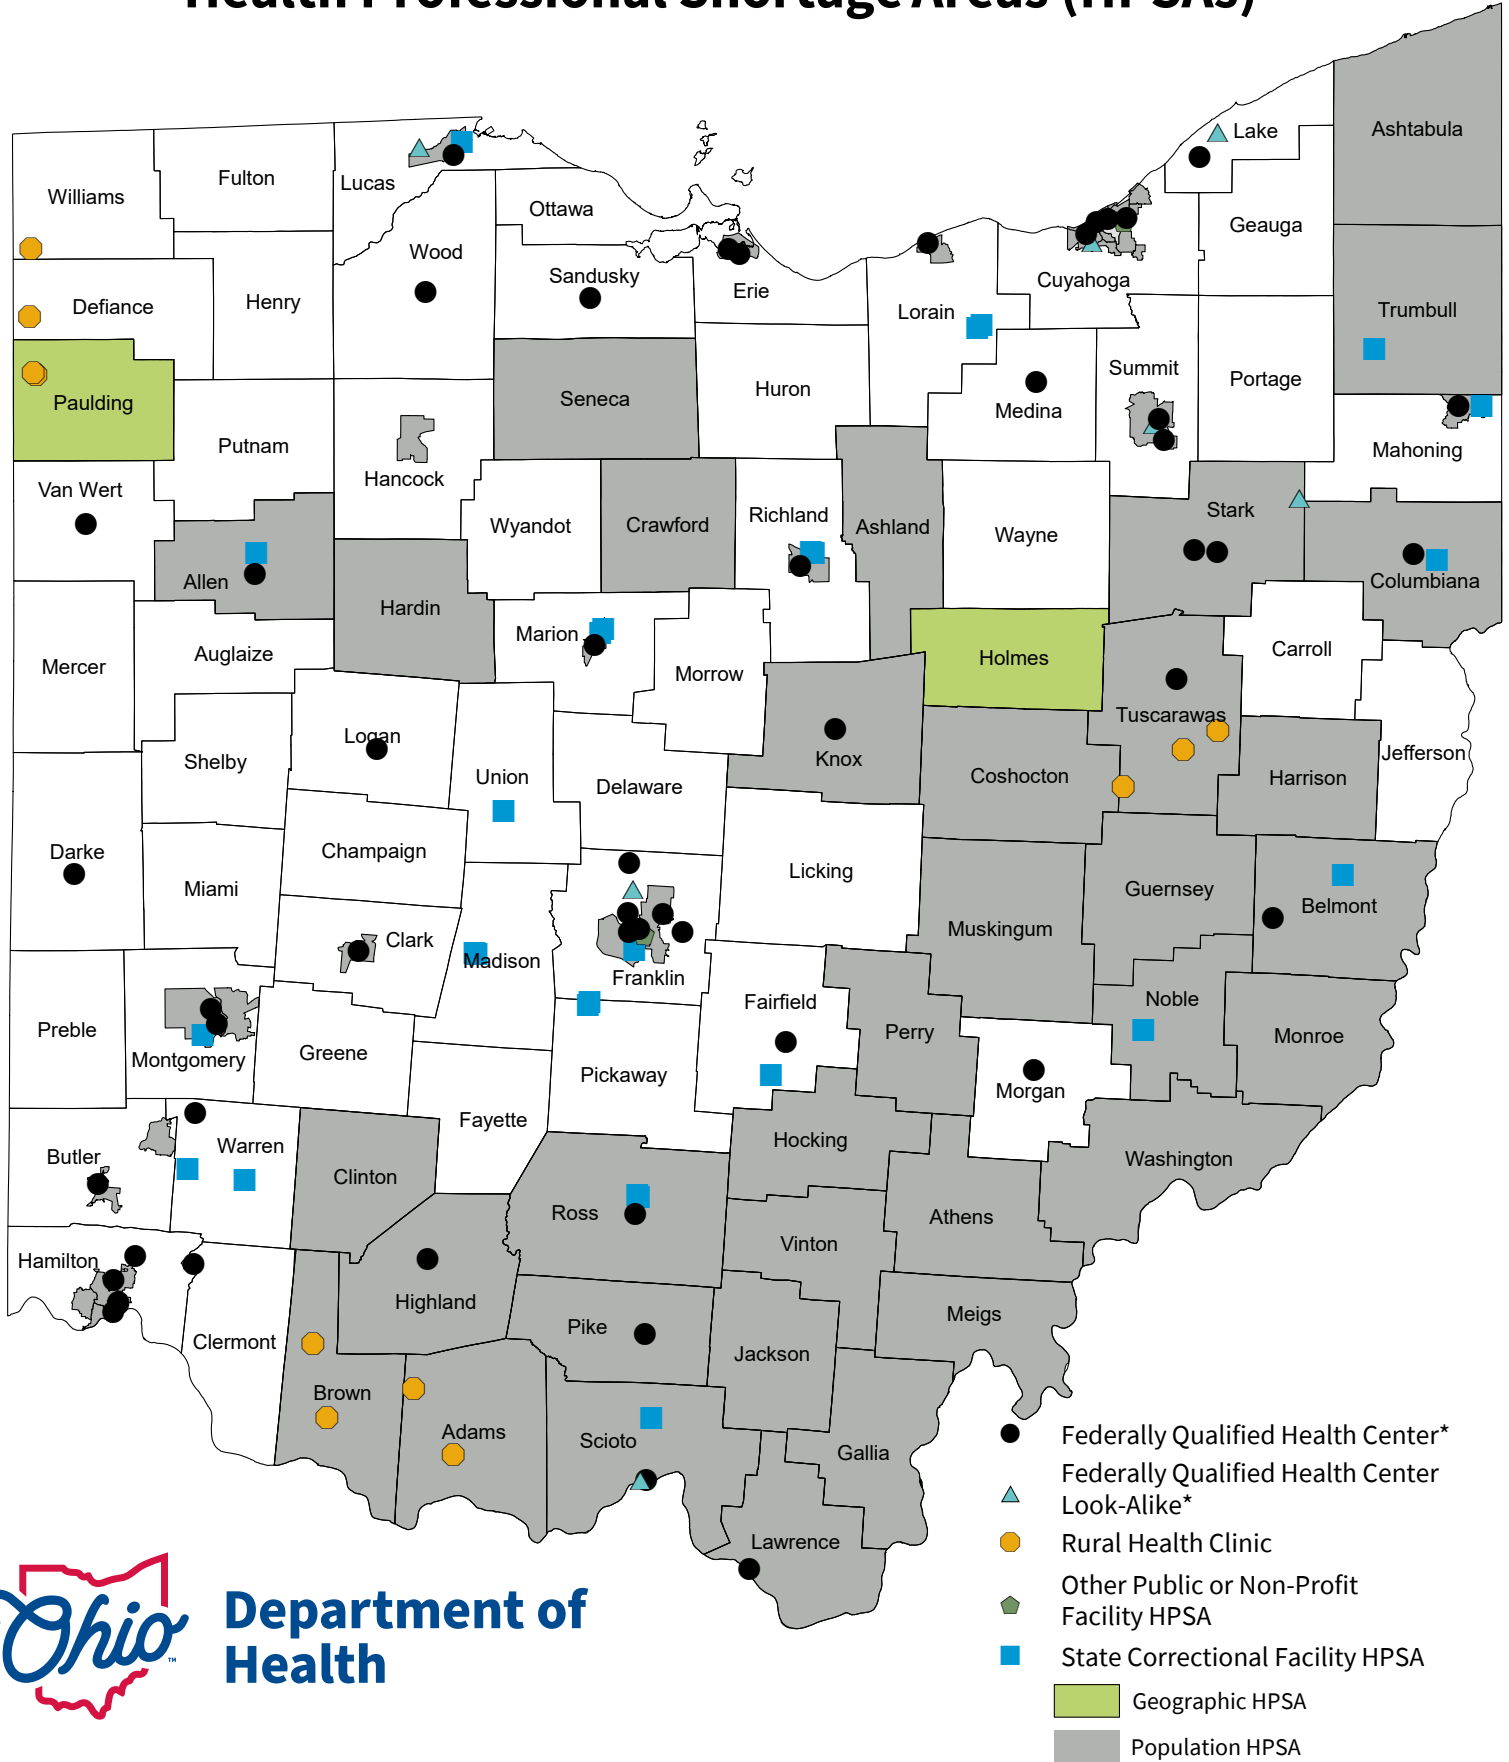 Health Professional Shortage Areas (HPSAs)
Ashtabula
Lake
Williams
Fulton
Lucas
Ottawa
Geauga
Wood
Sandusky
Erie
Cuyahoga
Defiance
Henry
Lorain
Trumbull
Summit
Portage
Paulding
Seneca
Huron
Medina
Putnam
Hancock
Mahoning
Van Wert
Wyandot
Crawford
Richland
Ashland
Wayne
Stark
Allen
Columbiana
Hardin
Marion
Mercer
Auglaize
Morrow
Holmes
Carroll
Tuscarawas
Logan
Knox
Jefferson
Shelby
Union
Delaware
Coshocton
Harrison
Darke
Champaign
Licking
Miami
Guernsey
Belmont
Clark
Muskingum
Madison
Franklin
Fairfield
Noble
Preble
Perry
Monroe
Montgomery
Greene
Pickaway
Morgan
Fayette
Hocking
Butler
Warren
Washington
Clinton
Ross
Athens
Vinton
Hamilton
Highland
Meigs
Pike
Clermont
Jackson
Brown
Adams
Scioto
Gallia
Lawrence
Federally Qualified Health Center*
Federally Qualified Health Center
Look-Alike*
Rural Health Clinic
Other Public or Non-Profit
Facility HPSA
State Correctional Facility HPSA
Geographic HPSA
Population HPSA
Ohio™
Department of
Health